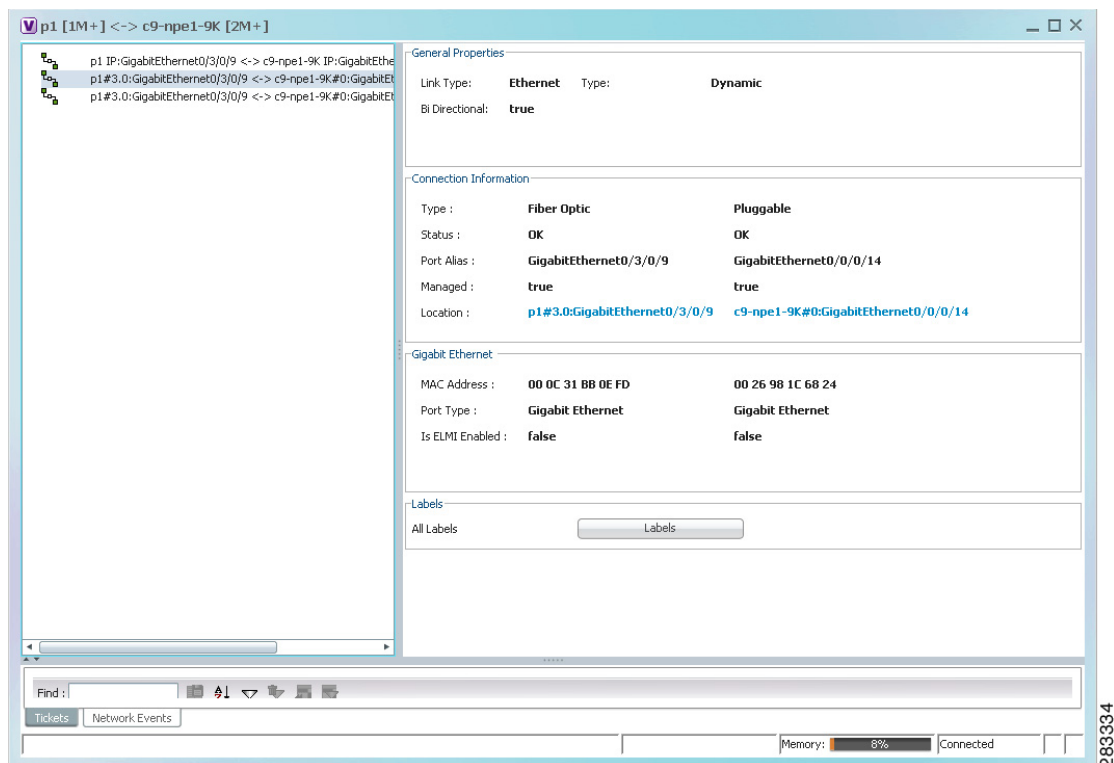 p1 [1M+] <-> c9-npe1-9K [2M+]
p1 IP:GigabitEthernet0/3/0/9 <-> c9-npe1-9K IP:GigabitEthe
p1#3.0:GigabitEthernet0/3/0/9 <-> c9-npe1-9K#0:GigabitEt
p1#3.0:GigabitEthernet0/3/0/9 <-> c9-npe1-9K#0:GigabitEt
General Properties
Link Type: Ethernet Type: Dynamic
Bi Directional: true
Connection Information
Type : Fiber Optic Pluggable
Status : OK OK
Port Alias : GigabitEthernet0/3/0/9 GigabitEthernet0/0/0/14
Managed : true true
Location : p1#3.0:GigabitEthernet0/3/0/9 c9-npe1-9K#0:GigabitEthernet0/0/0/14
Gigabit Ethernet
MAC Address : 00 0C 31 BB 0E FD 00 26 98 1C 68 24
Port Type : Gigabit Ethernet Gigabit Ethernet
Is ELMI Enabled : false false
Labels
All Labels Labels
Find :
Tickets Network Events
Memory: 8% Connected
283334